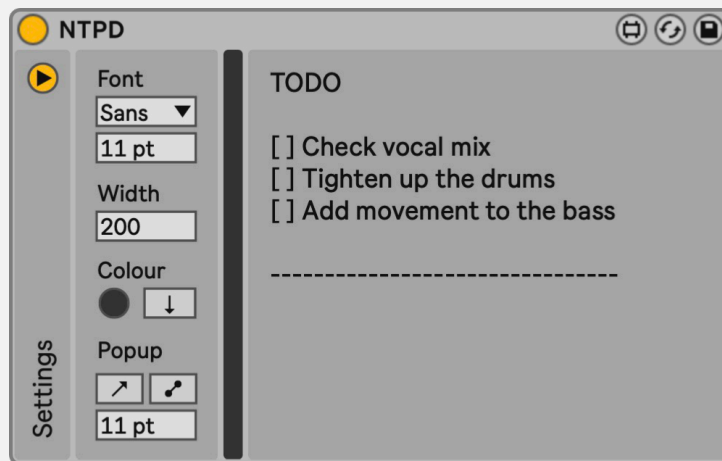 NTPD
Settings
Font
Sans
11 pt
Width
200
Colour
↓
Popup
11 pt
TODO
[ ] Check vocal mix
[ ] Tighten up the drums
[ ] Add movement to the bass
--------------------------------